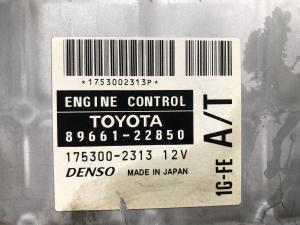 *1753002313P*
ENGINE CONTROL
TOYOTA
89661-22850
175300-2313 12V
DENSO MADE IN JAPAN
1G-FE A/T